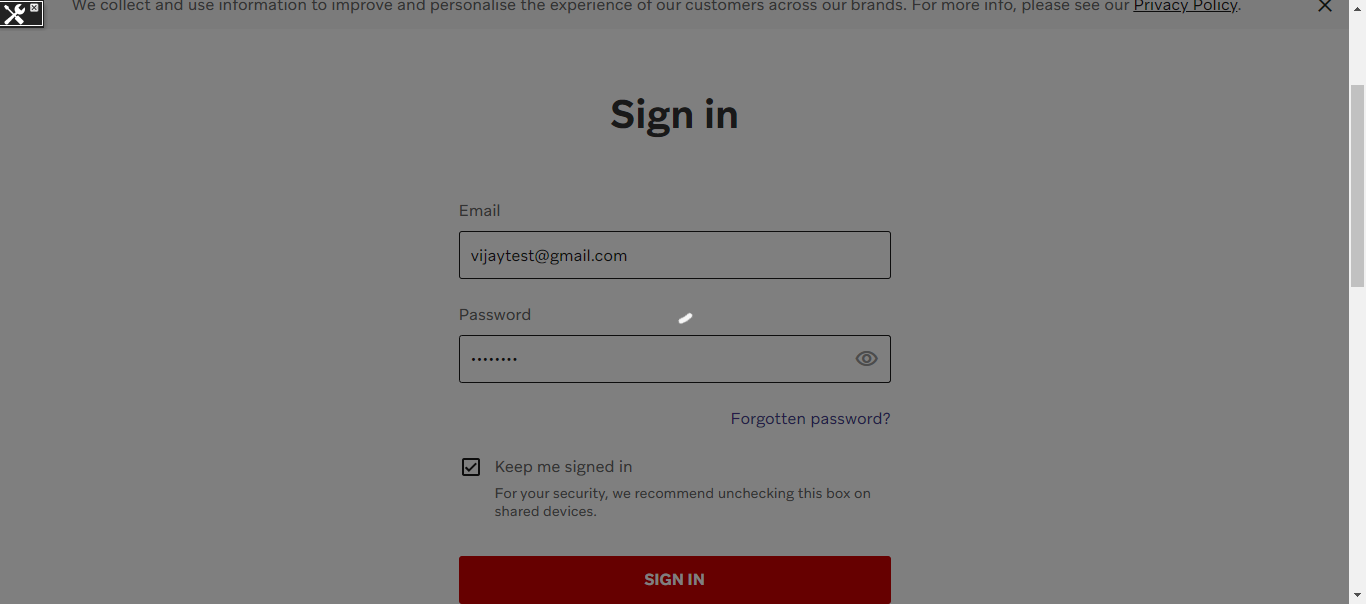 We collect and use information to improve and personalise the experience of our customers across our brands. For more info, please see our Privacy Policy.
Sign in
Email
vijaytest@gmail.com
Password
••••••••
Forgotten password?
Keep me signed in
For your security, we recommend unchecking this box on
shared devices.
SIGN IN